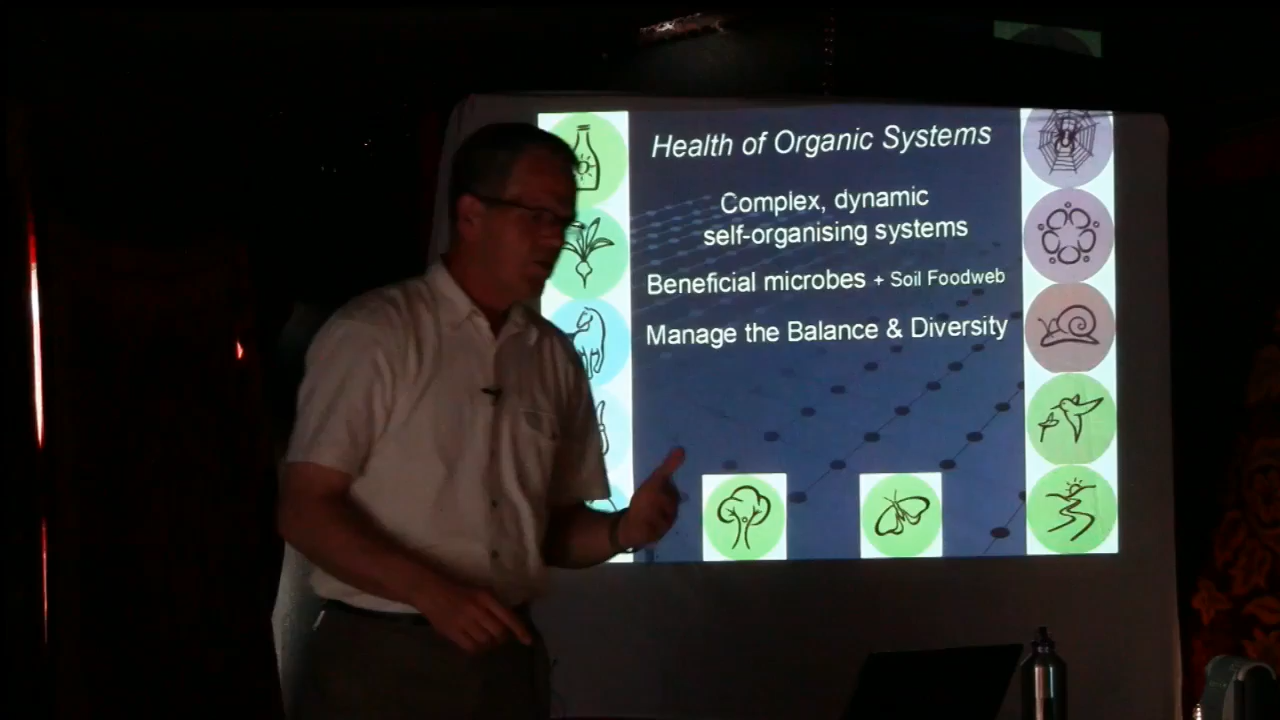 Health of Organic Systems
Complex, dynamic
self-organising systems
Beneficial microbes + Soil Foodweb
Manage the Balance & Diversity